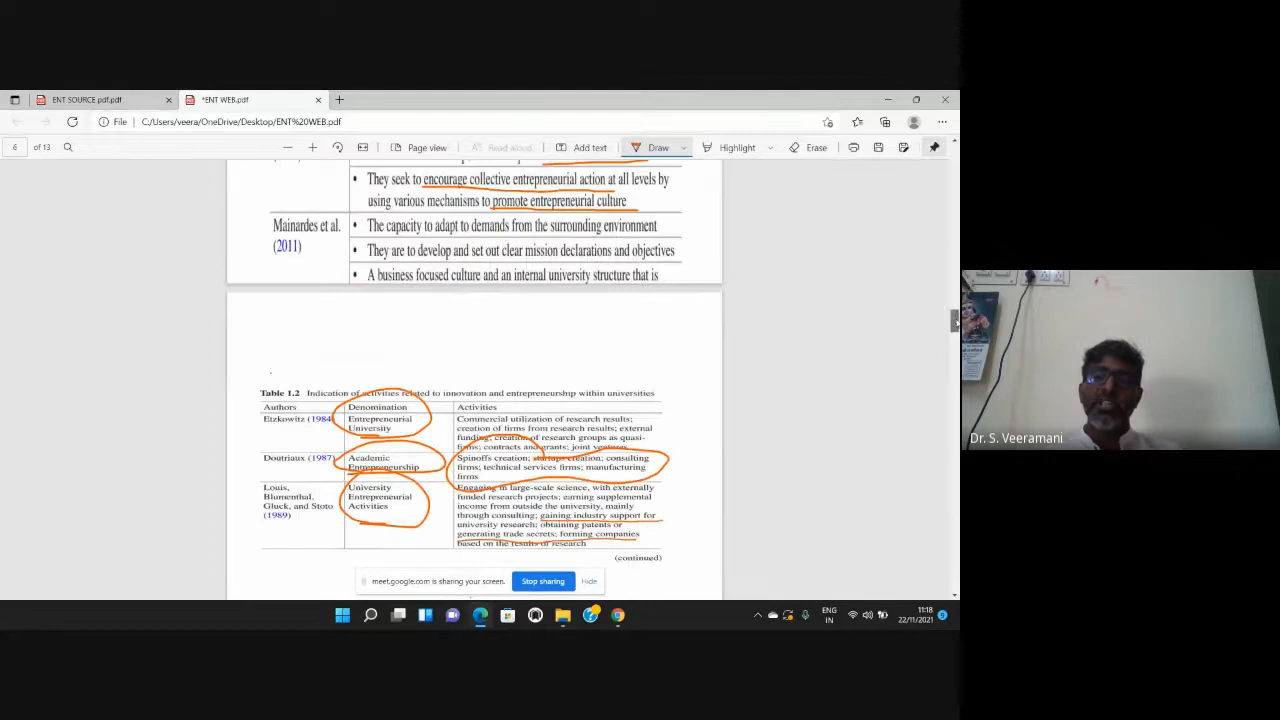 ENT SOURCE pdf.pdf
*ENT WEB.pdf
File
C:/Users/veera/OneDrive/Desktop/ENT%20WEB.pdf
6 of 13
Page view
Read aloud
Add text
Draw
Highlight
Erase
• They seek to encourage collective entrepreneurial action at all levels by
using various mechanisms to promote entrepreneurial culture
Mainardes et al. • The capacity to adapt to demands from the surrounding environment
(2011) • They are to develop and set out clear mission declarations and objectives
• A business focused culture and an internal university structure that is
Table 1.2 Indication of activities related to innovation and entrepreneurship within universities
Authors Denomination Activities
Etzkowitz (1984) Entrepreneurial Commercial utilization of research results;
University creation of firms from research results; external
funding; creation of research groups as quasi-
firms; contracts and grants; joint ventures
Doutriaux (1987) Academic Spinoffs creation; startups creation; consulting
Entrepreneurship firms; technical services firms; manufacturing
firms
Louis, University Engaging in large-scale science, with externally
Blumenthal, Entrepreneurial funded research projects; earning supplemental
Gluck, and Stoto Activities income from outside the university, mainly
(1989) through consulting; gaining industry support for
university research; obtaining patents or
generating trade secrets; forming companies
based on the results of research
(continued)
meet.google.com is sharing your screen.
Stop sharing
Hide
ENG
IN
11:18
22/11/2021
Dr. S. Veeramani